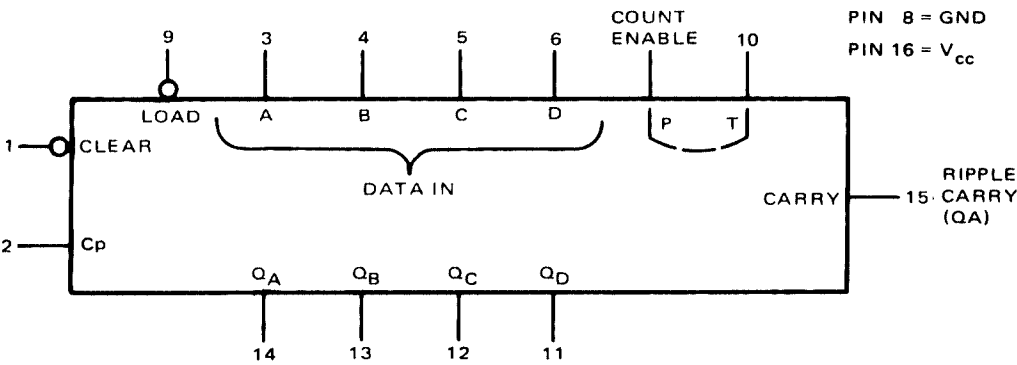 COUNT
ENABLE
PIN 8 = GND
PIN 16 = Vcc
9
3
4
5
6
10
LOAD
A
B
C
D
P
T
1
CLEAR
DATA IN
CARRY
15
RIPPLE
CARRY
(QA)
2
Cp
QA
QB
QC
QD
14
13
12
11